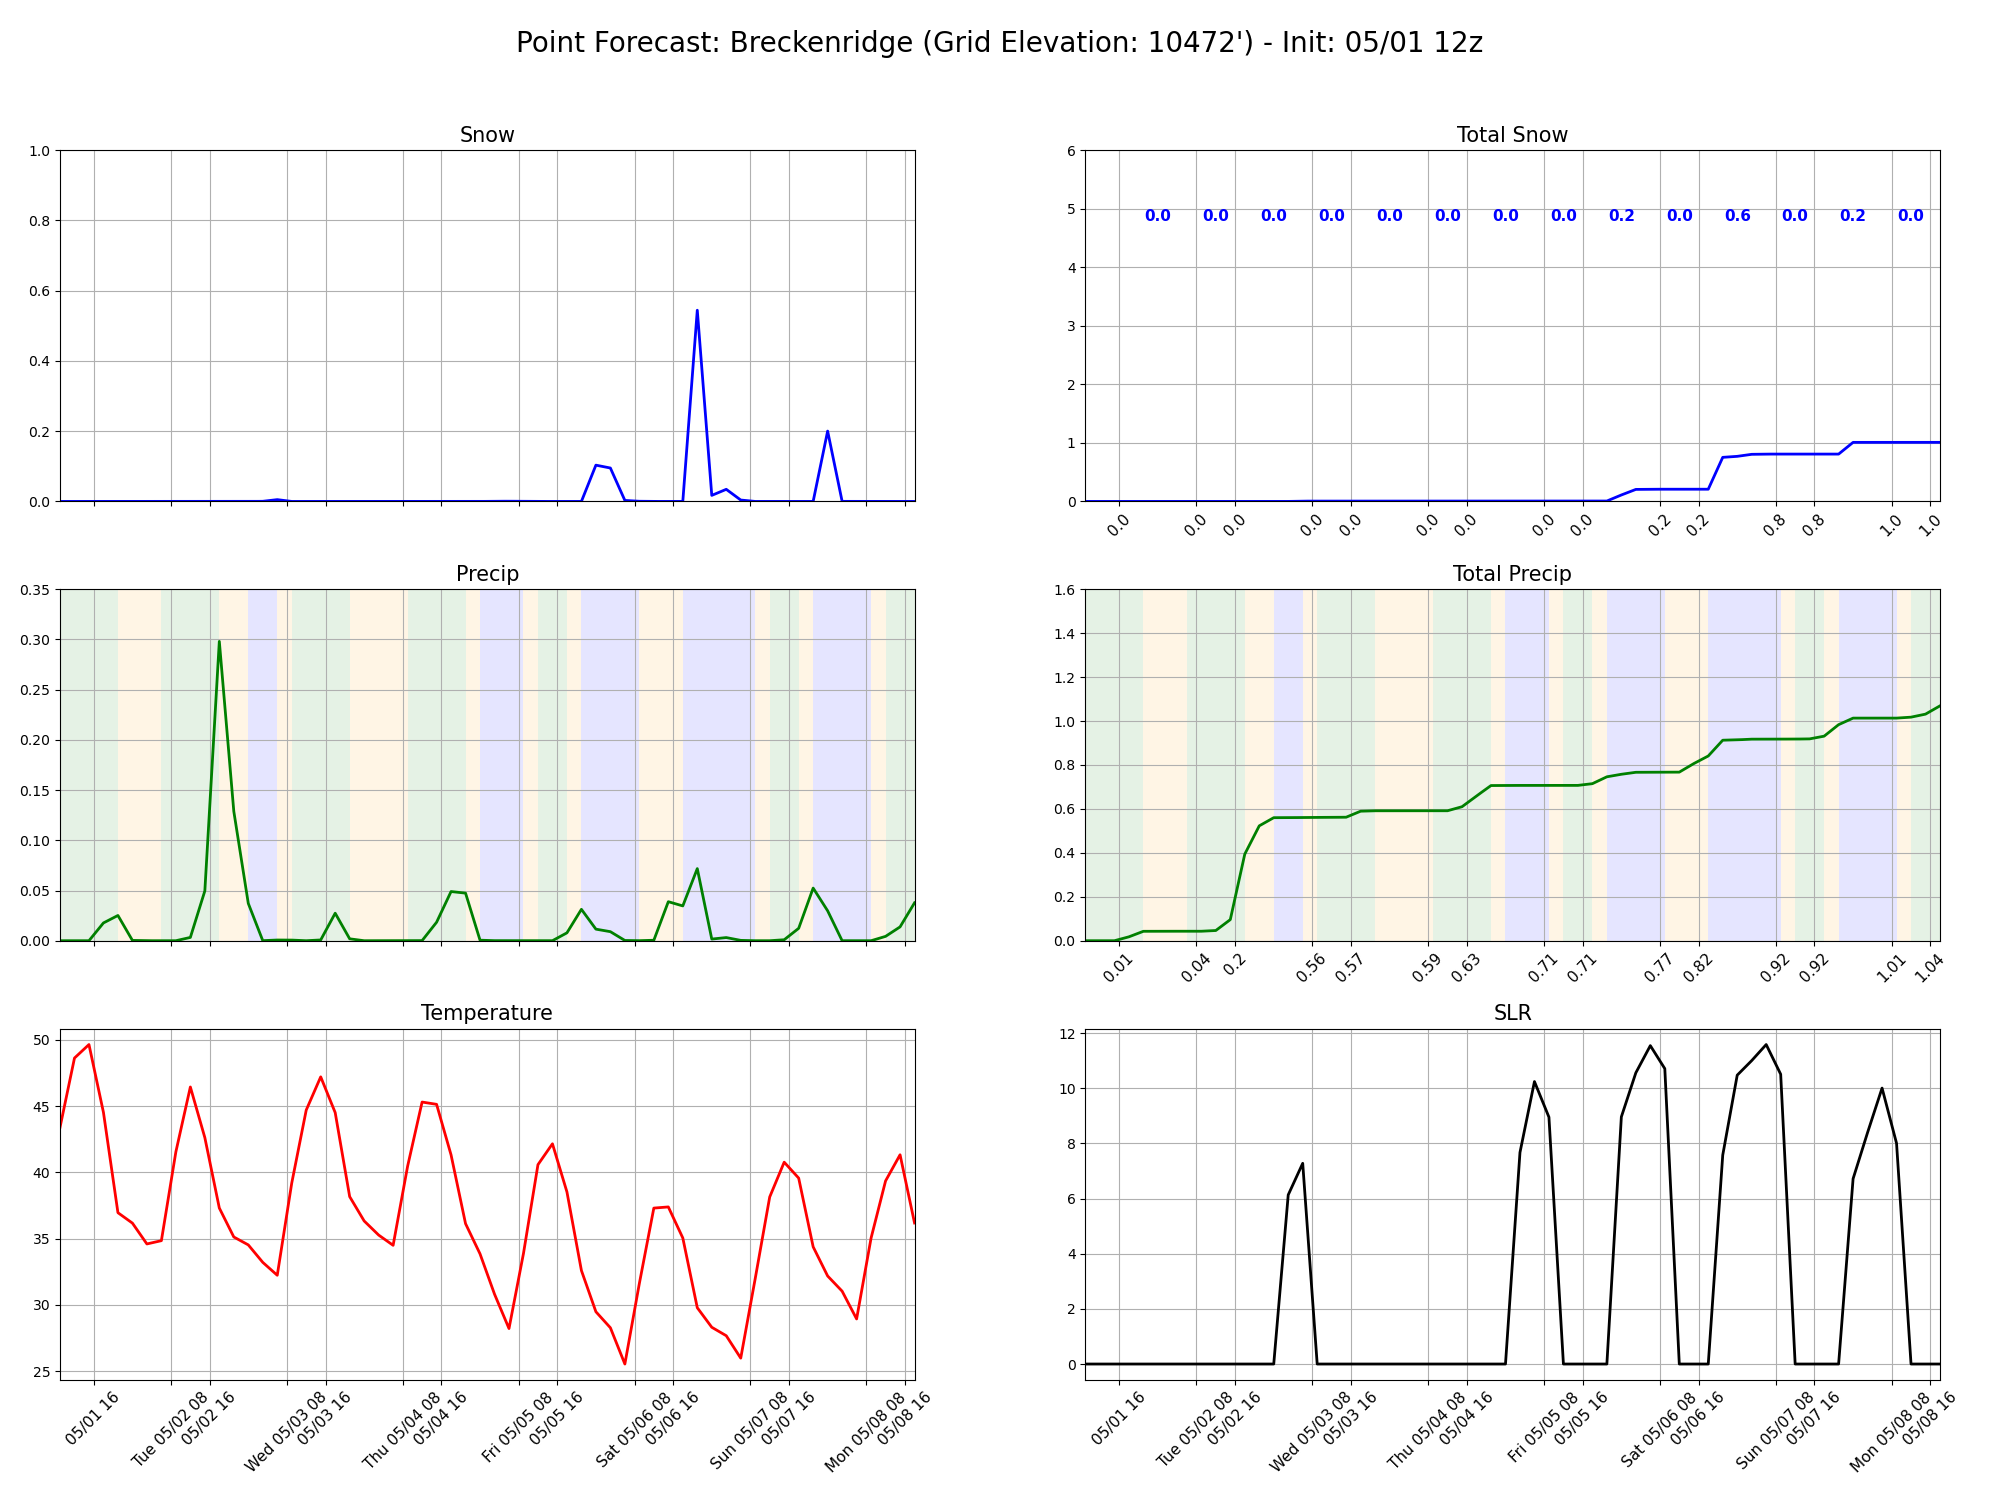 Point Forecast: Breckenridge (Grid Elevation: 10472') - Init: 05/01 12z
Snow
1.0
0.8
0.6
0.4
0.2
0.0
Total Snow
6
5
4
3
2
1
0
0.0 0.0 0.0 0.0 0.0 0.0 0.0 0.0 0.2 0.0 0.6 0.0 0.2 0.0
0.0 0.0 0.0 0.0 0.0 0.0 0.0 0.0 0.0 0.2 0.2 0.8 0.8 1.0 1.0
Precip
0.35
0.30
0.25
0.20
0.15
0.10
0.05
0.00
Total Precip
1.6
1.4
1.2
1.0
0.8
0.6
0.4
0.2
0.0
0.01 0.04 0.2 0.56 0.57 0.59 0.63 0.71 0.71 0.77 0.82 0.92 0.92 1.01 1.04
Temperature
50
45
40
35
30
25
05/01 16
Tue 05/02 08
05/02 16
Wed 05/03 08
05/03 16
Thu 05/04 08
05/04 16
Fri 05/05 08
05/05 16
Sat 05/06 08
05/06 16
Sun 05/07 08
05/07 16
Mon 05/08 08
05/08 16
SLR
12
10
8
6
4
2
0
05/01 16
Tue 05/02 08
05/02 16
Wed 05/03 08
05/03 16
Thu 05/04 08
05/04 16
Fri 05/05 08
05/05 16
Sat 05/06 08
05/06 16
Sun 05/07 08
05/07 16
Mon 05/08 08
05/08 16